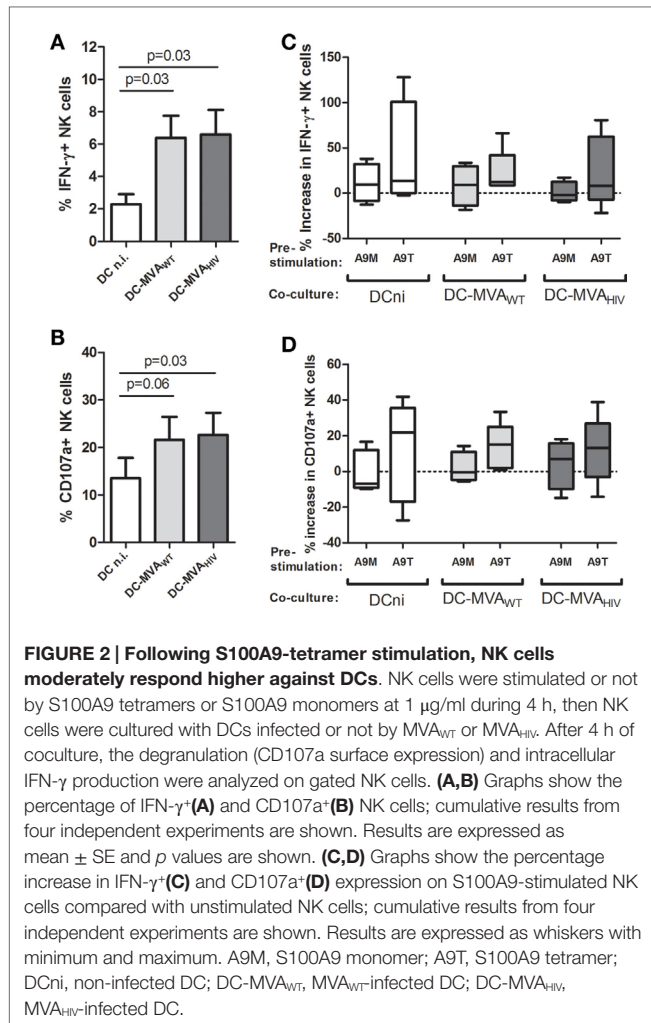 A
% IFN-γ+ NK cells
12
10
8
6
4
2
0
p=0.03
p=0.03
DC n.i.
DC-MVAWT
DC-MVAHIV
C
% Increase in IFN-γ+ NK cells
150
100
50
0
-50
Pre-stimulation:
A9M A9T A9M A9T A9M A9T
Co-culture:
DCni DC-MVAWT DC-MVAHIV
B
% CD107a+ NK cells
40
30
20
10
0
p=0.03
p=0.06
DC n.i.
DC-MVAWT
DC-MVAHIV
D
% increase in CD107a+ NK cells
60
40
20
0
-20
-40
Pre-stimulation:
A9M A9T A9M A9T A9M A9T
Co-culture:
DCni DC-MVAWT DC-MVAHIV
FIGURE 2 | Following S100A9-tetramer stimulation, NK cells
moderately respond higher against DCs. NK cells were stimulated or not
by S100A9 tetramers or S100A9 monomers at 1 μg/ml during 4 h, then NK
cells were cultured with DCs infected or not by MVAWT or MVAHIV. After 4 h of
coculture, the degranulation (CD107a surface expression) and intracellular
IFN-γ production were analyzed on gated NK cells. (A,B) Graphs show the
percentage of IFN-γ+(A) and CD107a+(B) NK cells; cumulative results from
four independent experiments are shown. Results are expressed as
mean ± SE and p values are shown. (C,D) Graphs show the percentage
increase in IFN-γ+(C) and CD107a+(D) expression on S100A9-stimulated NK
cells compared with unstimulated NK cells; cumulative results from four
independent experiments are shown. Results are expressed as whiskers with
minimum and maximum. A9M, S100A9 monomer; A9T, S100A9 tetramer;
DCni, non-infected DC; DC-MVAWT, MVAWT-infected DC; DC-MVAHIV,
MVAHIV-infected DC.